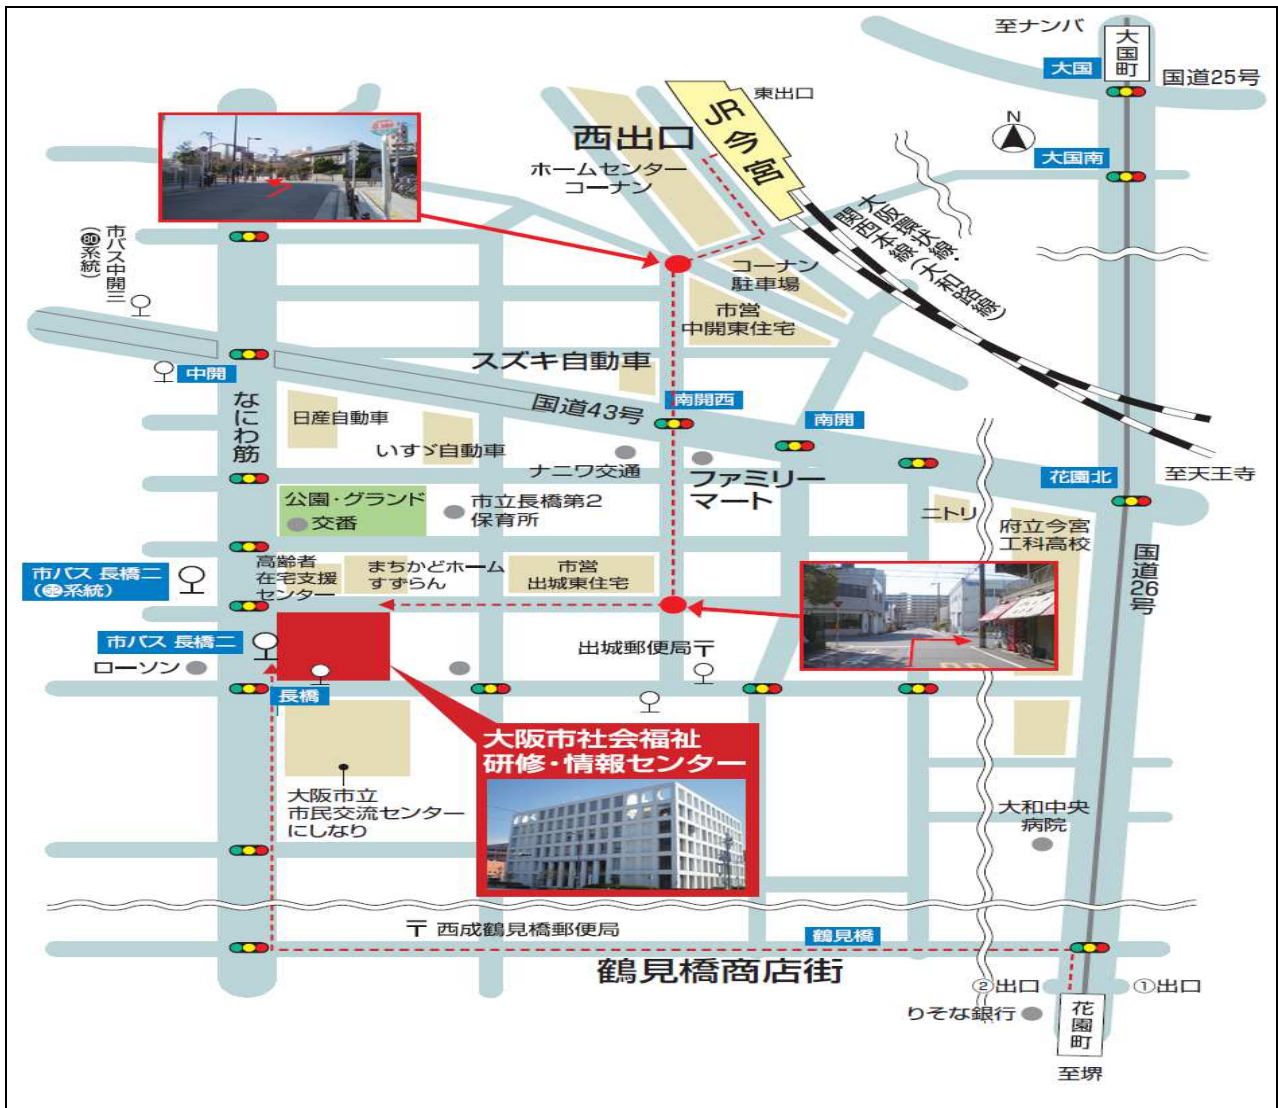 至ナンバ
大国町
大国
国道25号
東出口
JR今宮
西出口
ホームセンター
コーナン
N
大国南
大阪環状線・
関西本線(大和路線)
市バス中開三
(80系統)
コーナン
駐車場
市営
中開東住宅
スズキ自動車
中開
なにわ筋
国道43号
南開西
南開
日産自動車
いすゞ自動車
ナニワ交通
ファミリー
マート
至天王寺
花園北
公園・グランド
交番
市立長橋第2
保育所
ニトリ
府立今宮
工科高校
国道26号
高齢者
在宅支援
センター
まちかどホーム
すずらん
市営
出城東住宅
市バス 長橋二
系統)
市バス 長橋二
ローソン
出城郵便局〒
長橋
大阪市社会福祉
研修・情報センター
大阪市立
市民交流センター
にしなり
大和中央
病院
〒西成鶴見橋郵便局
鶴見橋
鶴見橋商店街
②出口
①出口
りそな銀行
花園町
至堺